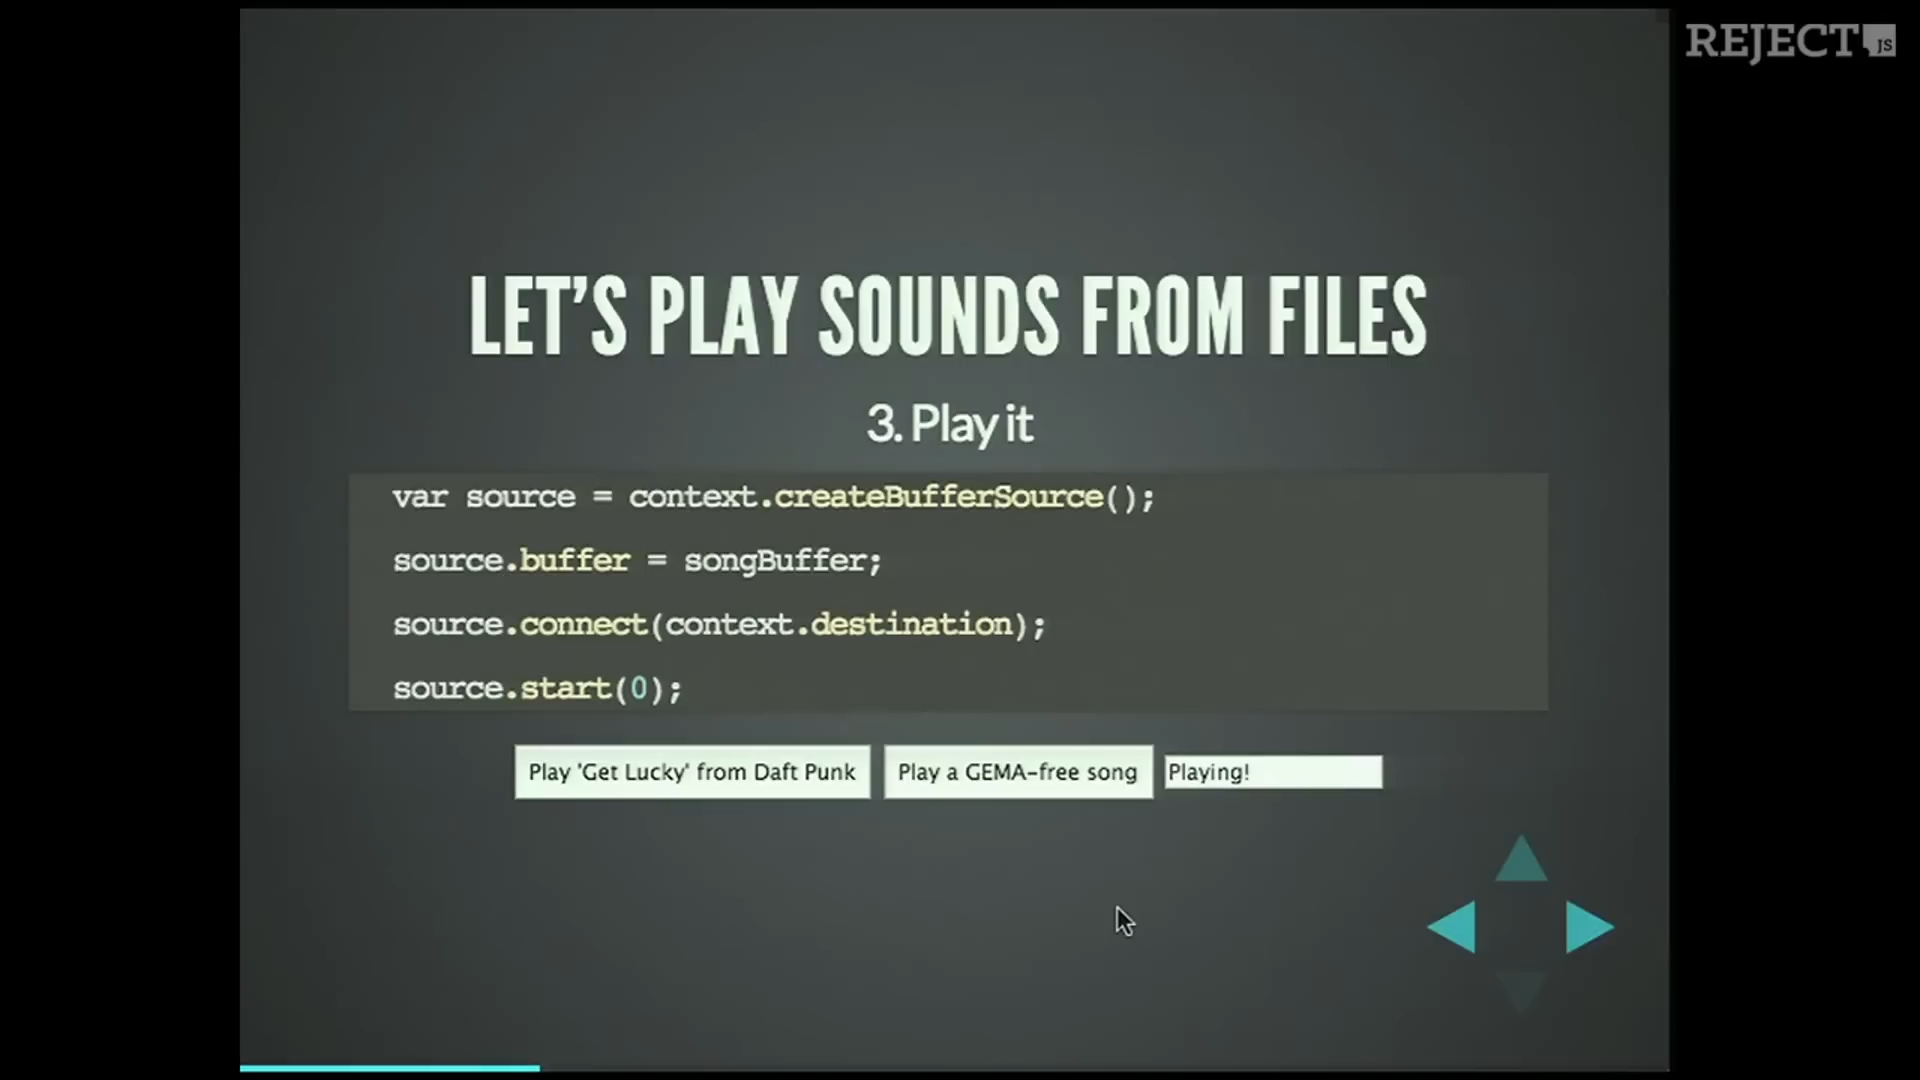 REJECT JS
LET'S PLAY SOUNDS FROM FILES
3. Play it
var source = context.createBufferSource();
source.buffer = songBuffer;
source.connect(context.destination);
source.start(0);
Play 'Get Lucky' from Daft Punk
Play a GEMA-free song
Playing!